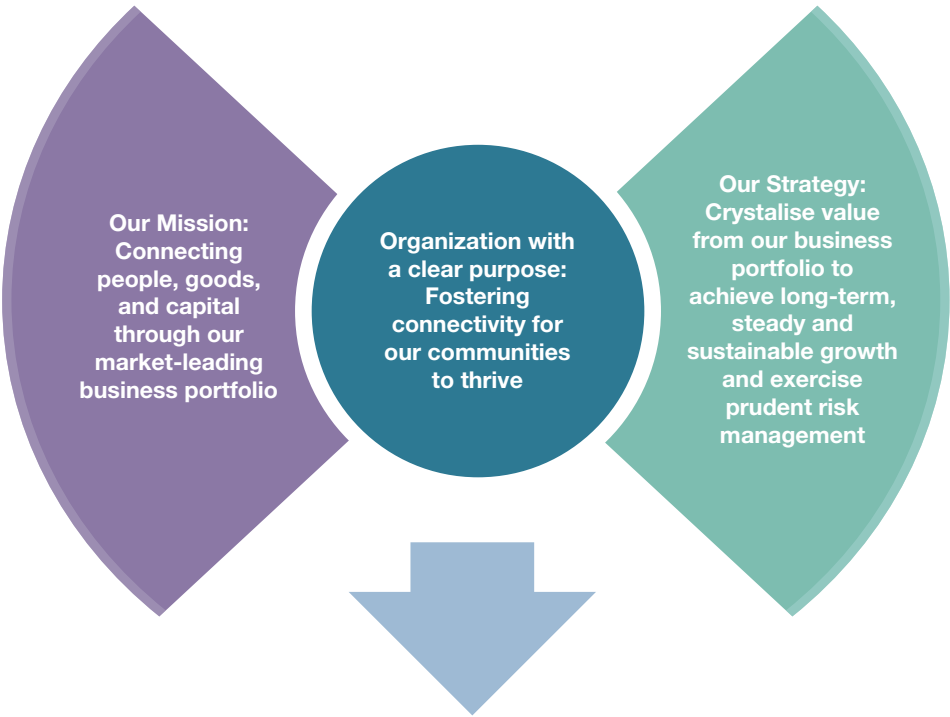 Our Mission:
Connecting
people, goods,
and capital
through our
market-leading
business portfolio
Organization with
a clear purpose:
Fostering
connectivity for
our communities
to thrive
Our Strategy:
Crystalise value
from our business
portfolio to
achieve long-term,
steady and
sustainable growth
and exercise
prudent risk
management